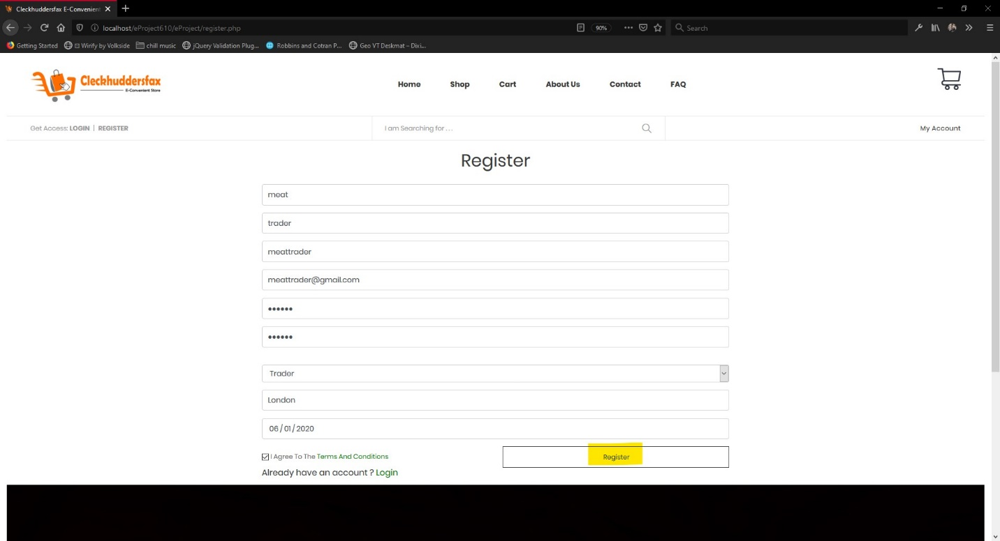 Cleckhuddersfax E-Convenient
localhost/eProject610/eProject/register.php
90%
Search
Getting Started
Wirify by Volkside
chill music
jQuery Validation Plug...
Robbins and Cotran P...
Geo VT Deskmat – Dixi...
Cleckhuddersfax
E-Convenient Store
Home
Shop
Cart
About Us
Contact
FAQ
Get Access: LOGIN | REGISTER
I am Searching for . . .
My Account
Register
meat
trader
meattrader
meattrader@gmail.com
●●●●●●
●●●●●●
Trader
London
06 / 01 / 2020
I Agree To The Terms And Conditions
Register
Already have an account ? Login